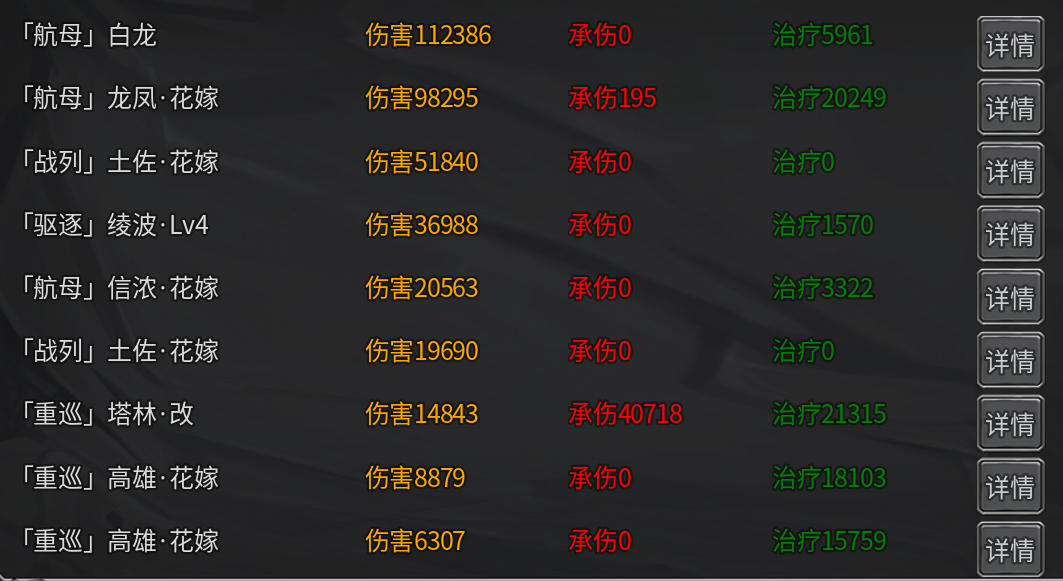 「航母」白龙 伤害112386 承伤0 治疗5961 详情
「航母」龙凤·花嫁 伤害98295 承伤195 治疗20249 详情
「战列」土佐·花嫁 伤害51840 承伤0 治疗0 详情
「驱逐」绫波·Lv4 伤害36988 承伤0 治疗1570 详情
「航母」信浓·花嫁 伤害20563 承伤0 治疗3322 详情
「战列」土佐·花嫁 伤害19690 承伤0 治疗0 详情
「重巡」塔林·改 伤害14843 承伤40718 治疗21315 详情
「重巡」高雄·花嫁 伤害8879 承伤0 治疗18103 详情
「重巡」高雄·花嫁 伤害6307 承伤0 治疗15759 详情